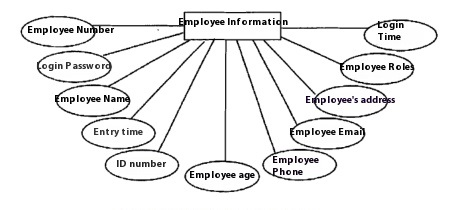 Employee Information
Employee Number
Login Password
Employee Name
Entry time
ID number
Employee age
Employee
Phone
Employee Email
Employee's address
Employee Roles
Login
Time